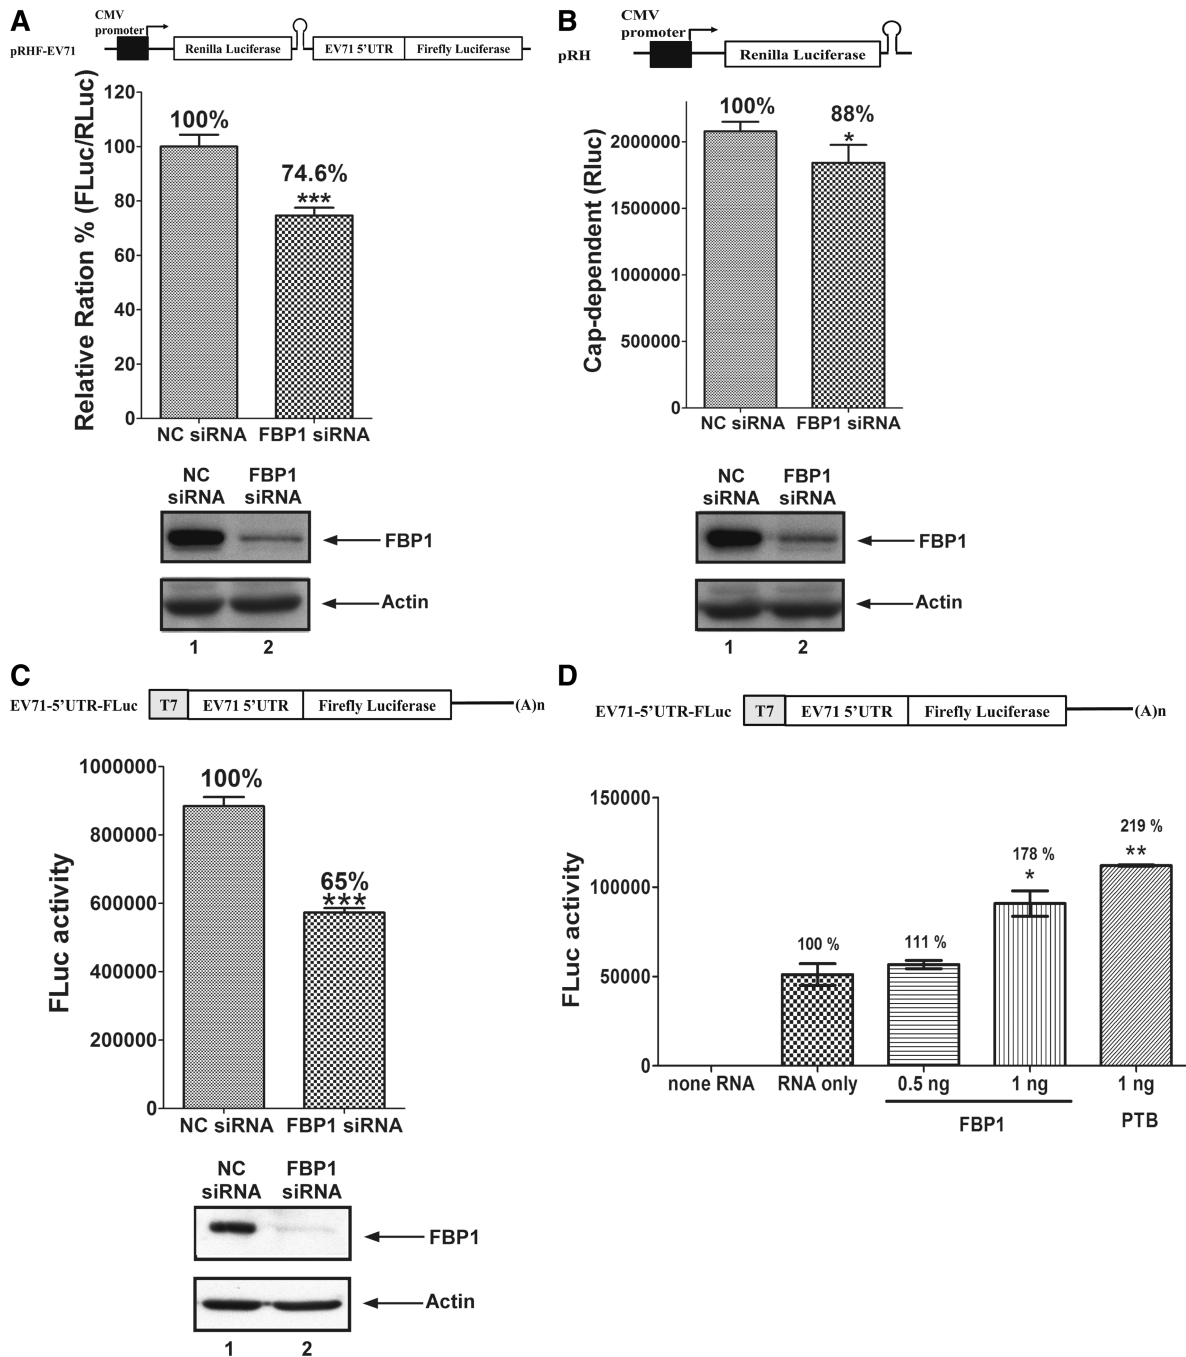 A
CMV
promoter
pRHF-EV71
Renilla Luciferase
EV71 5'UTR
Firefly Luciferase
Relative Ration % (FLuc/RLuc)
120
100
80
60
40
20
0
100%
74.6%
***
NC siRNA
FBP1 siRNA
NC
siRNA
FBP1
siRNA
FBP1
Actin
1
2
B
CMV
promoter
pRH
Renilla Luciferase
Cap-dependent (Rluc)
2000000
1500000
1000000
500000
0
100%
88%
*
NC siRNA
FBP1 siRNA
NC
siRNA
FBP1
siRNA
FBP1
Actin
1
2
C
EV71-5'UTR-FLuc
T7
EV71 5'UTR
Firefly Luciferase
(A)n
FLuc activity
1000000
800000
600000
400000
200000
0
100%
65%
***
NC siRNA
FBP1 siRNA
NC
siRNA
FBP1
siRNA
FBP1
Actin
1
2
D
EV71-5'UTR-FLuc
T7
EV71 5'UTR
Firefly Luciferase
(A)n
FLuc activity
150000
100000
50000
0
100 %
111 %
178 %
*
219 %
**
none RNA
RNA only
0.5 ng
1 ng
1 ng
FBP1
PTB